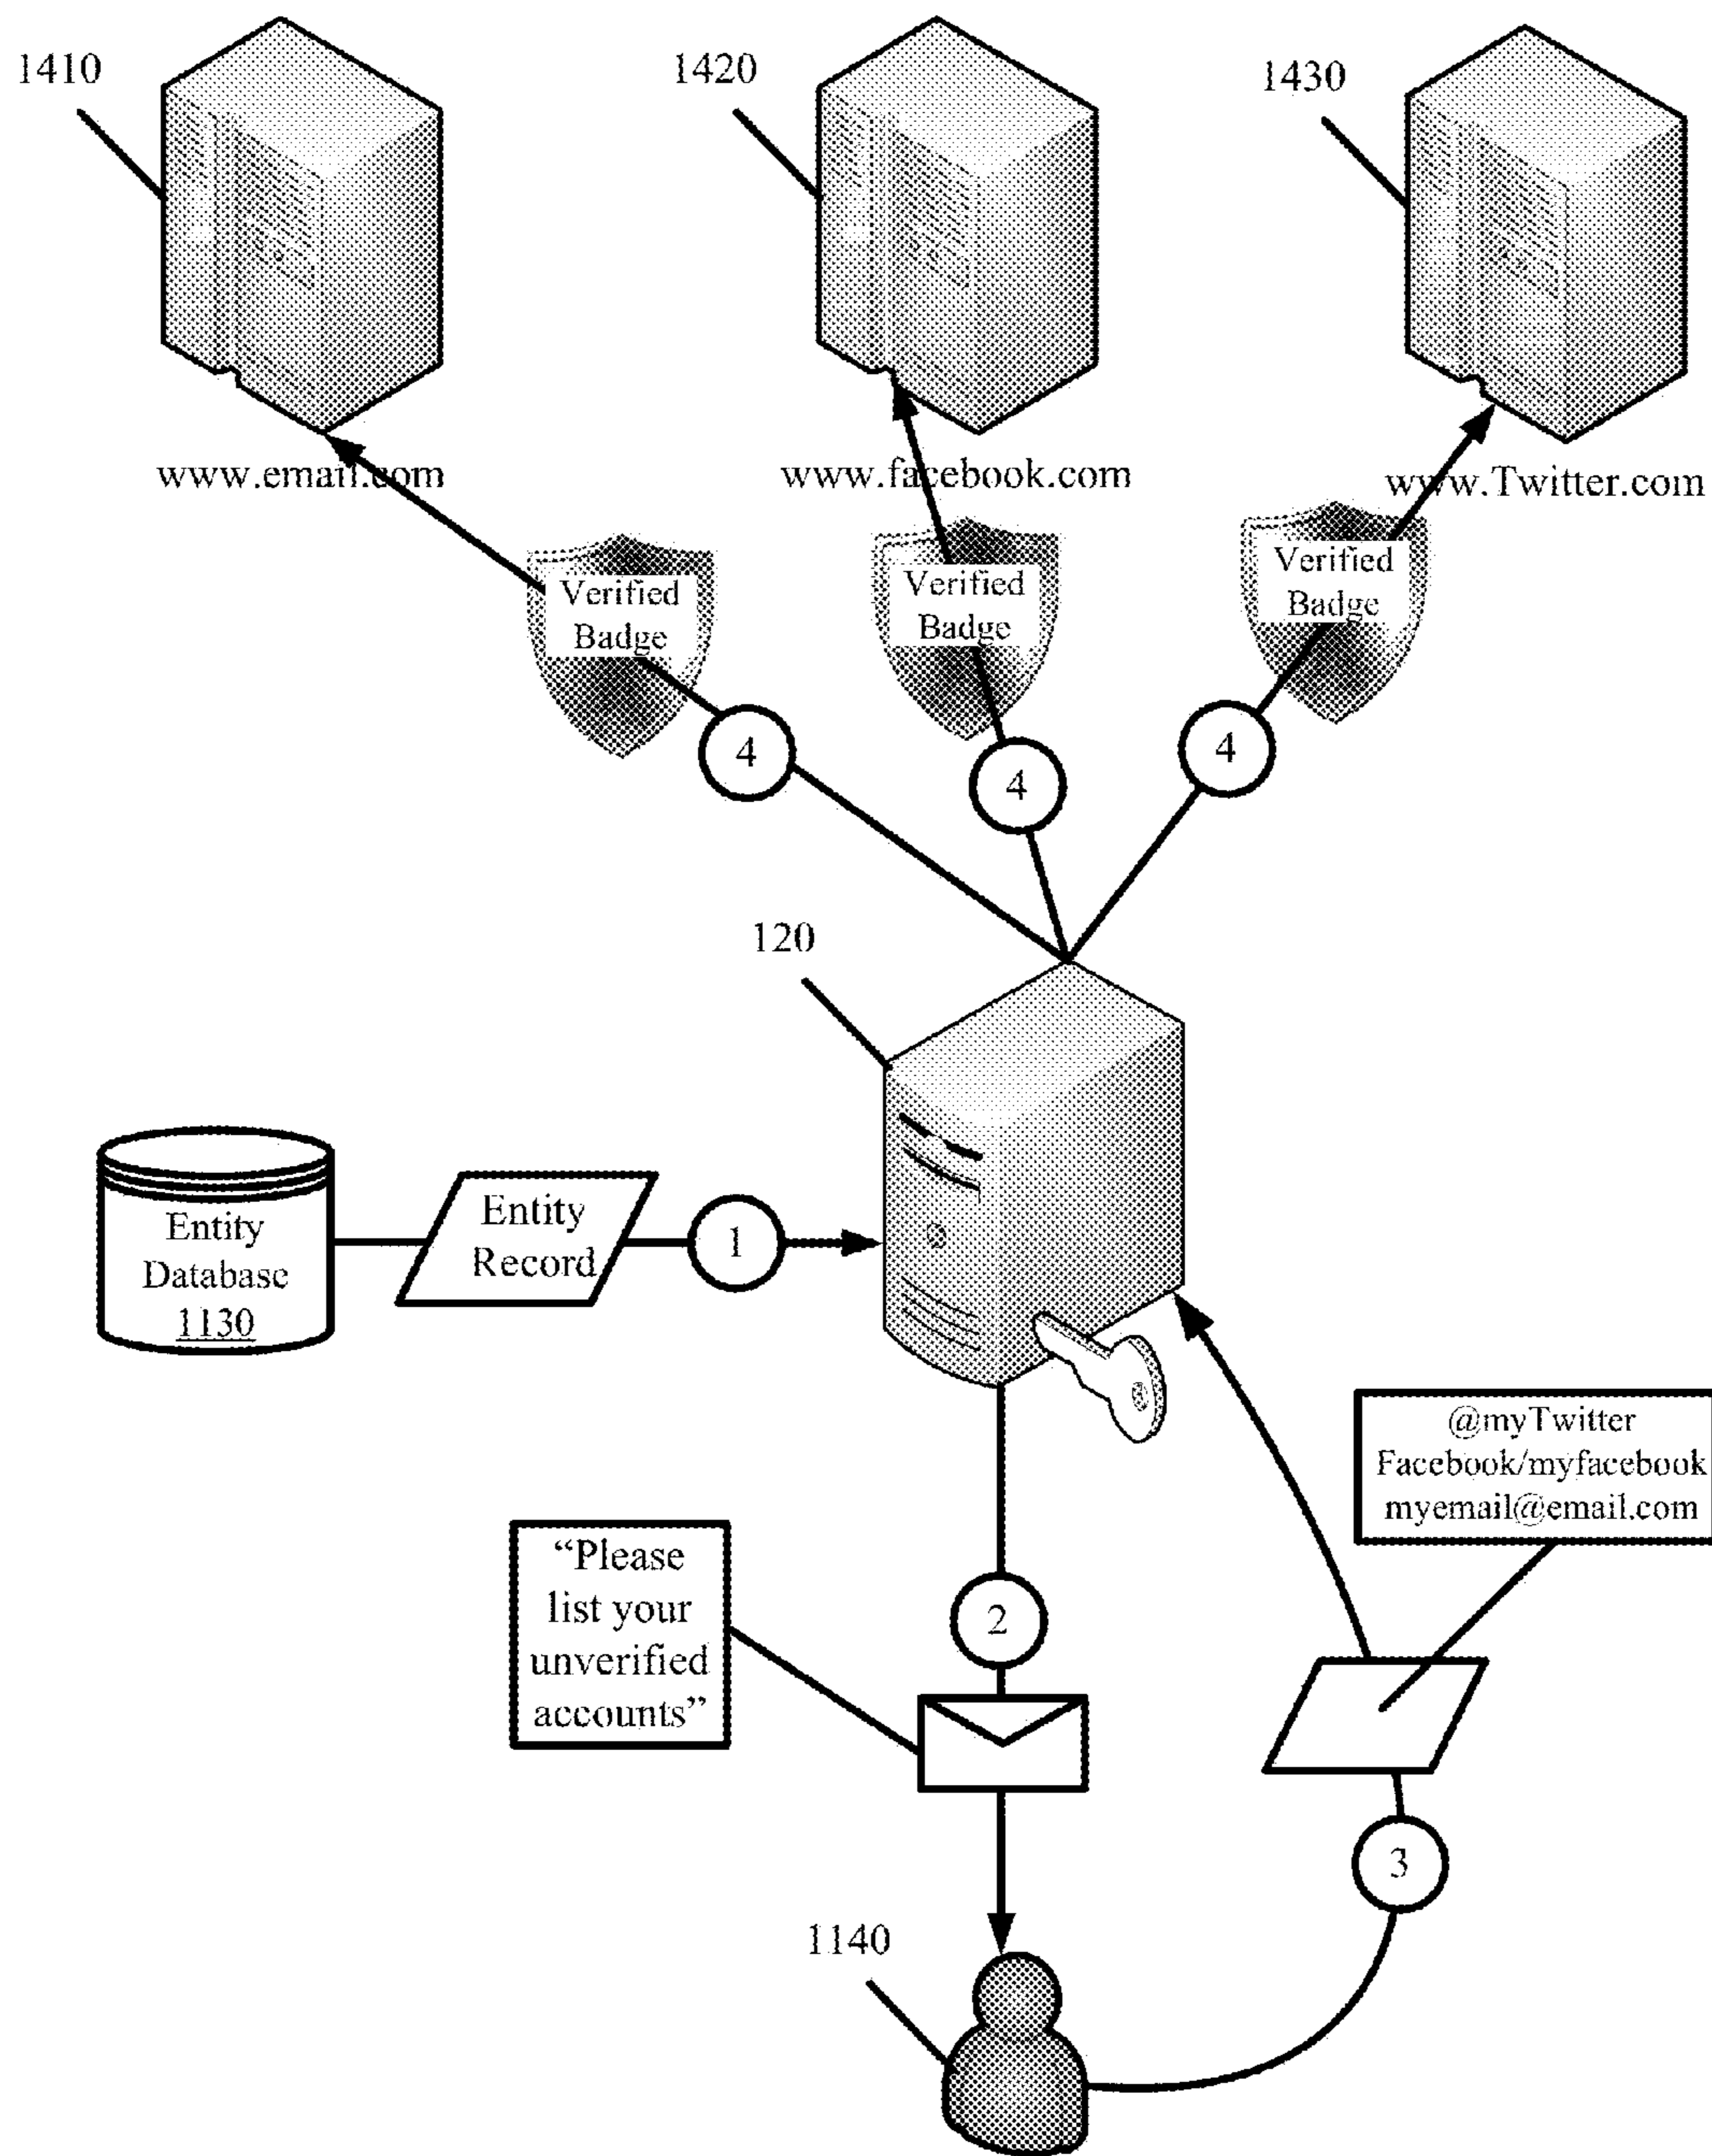 1410
1420
1430
www.email.com
www.facebook.com
www.Twitter.com
Verified
Badge
Verified
Badge
Verified
Badge
4
4
4
120
Entity
Database
1130
Entity
Record
1
@myTwitter
Facebook/myfacebook
myemail@email.com
“Please
list your
unverified
accounts”
2
3
1140